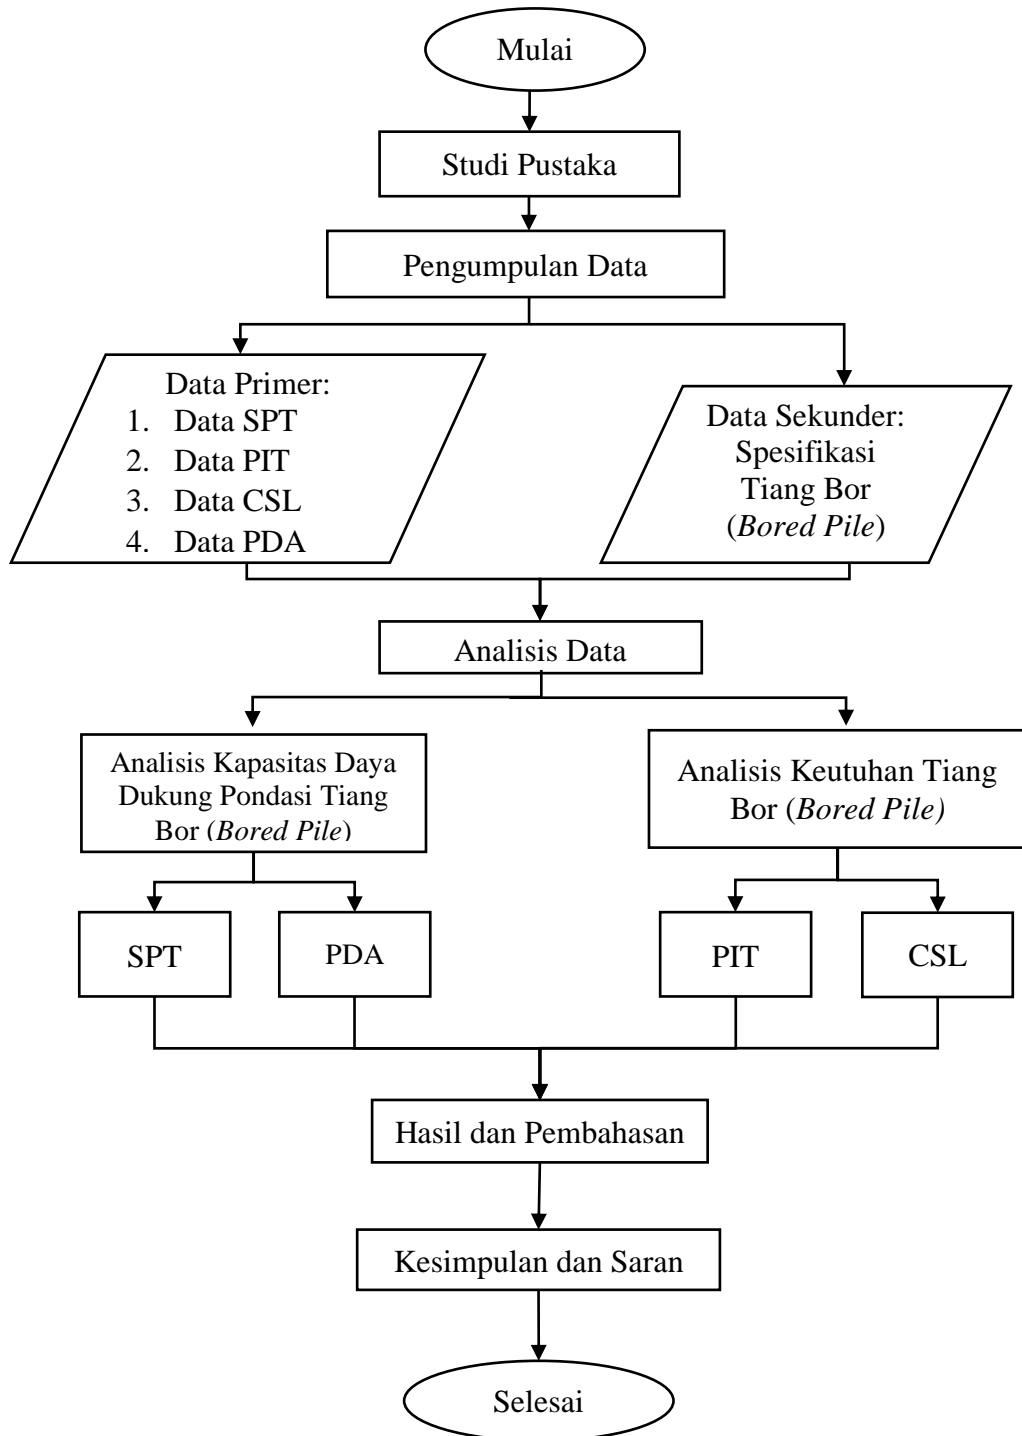 Mulai
Studi Pustaka
Pengumpulan Data
Data Primer:
1. Data SPT
2. Data PIT
3. Data CSL
4. Data PDA
Data Sekunder:
Spesifikasi
Tiang Bor
(Bored Pile)
Analisis Data
Analisis Kapasitas Daya
Dukung Pondasi Tiang
Bor (Bored Pile)
Analisis Keutuhan Tiang
Bor (Bored Pile)
SPT
PDA
PIT
CSL
Hasil dan Pembahasan
Kesimpulan dan Saran
Selesai